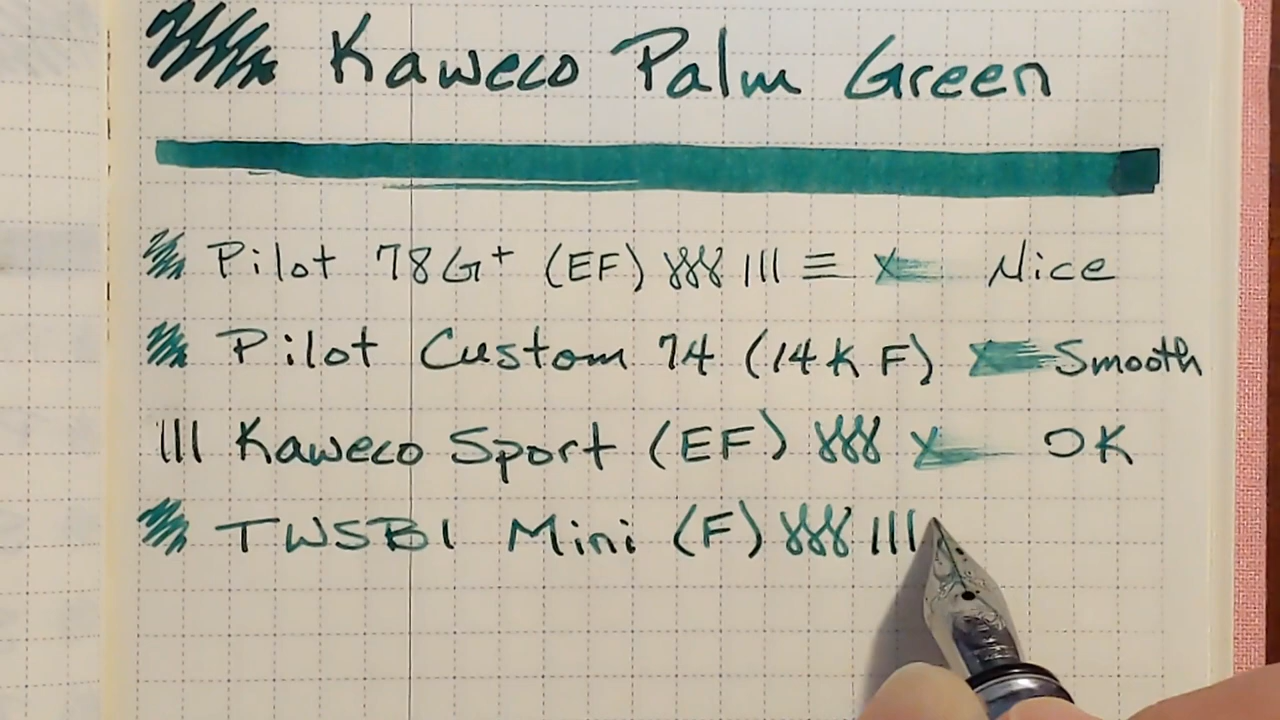 Kaweco Palm Green
Pilot 78G+ (EF) Nice
Pilot Custom 74 (14K F) Smooth
Kaweco Sport (EF) OK
TWSBI Mini (F)